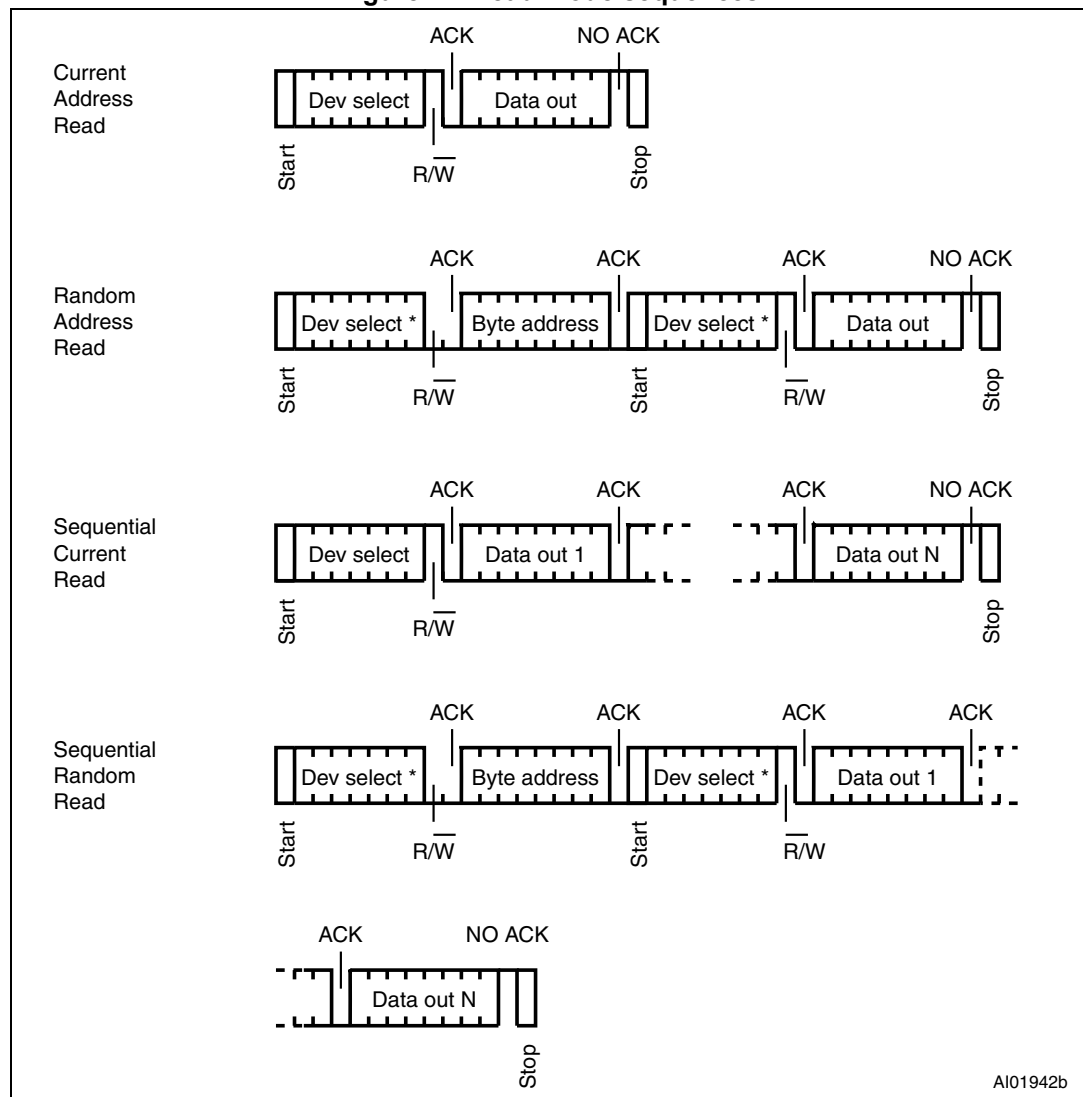 ACK NO ACK
Current
Address
Read
Dev select Data out
Start R/W̅ Stop
ACK ACK ACK NO ACK
Random
Address
Read
Dev select * Byte address Dev select * Data out
Start R/W̅ Start R̅/W Stop
ACK ACK ACK NO ACK
Sequential
Current
Read
Dev select Data out 1 Data out N
Start R/W̅ Stop
ACK ACK ACK ACK
Sequential
Random
Read
Dev select * Byte address Dev select * Data out 1
Start R/W̅ Start R̅/W
ACK NO ACK
Data out N
Stop
AI01942b